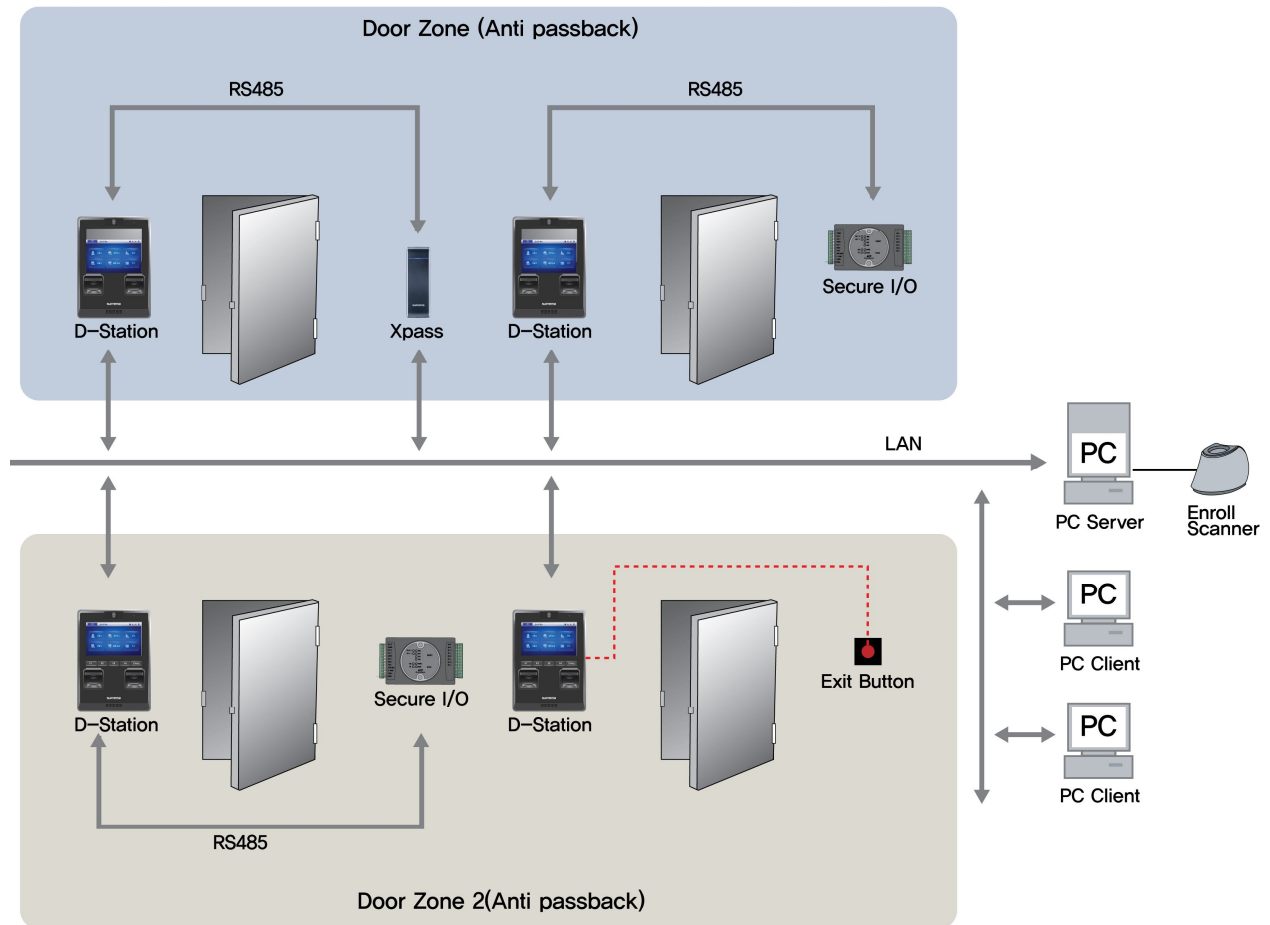 Door Zone (Anti passback)
RS485
RS485
D-Station
Xpass
D-Station
Secure I/O
LAN
PC
PC Server
Enroll
Scanner
D-Station
Secure I/O
D-Station
Exit Button
RS485
Door Zone 2(Anti passback)
PC
PC Client
PC
PC Client